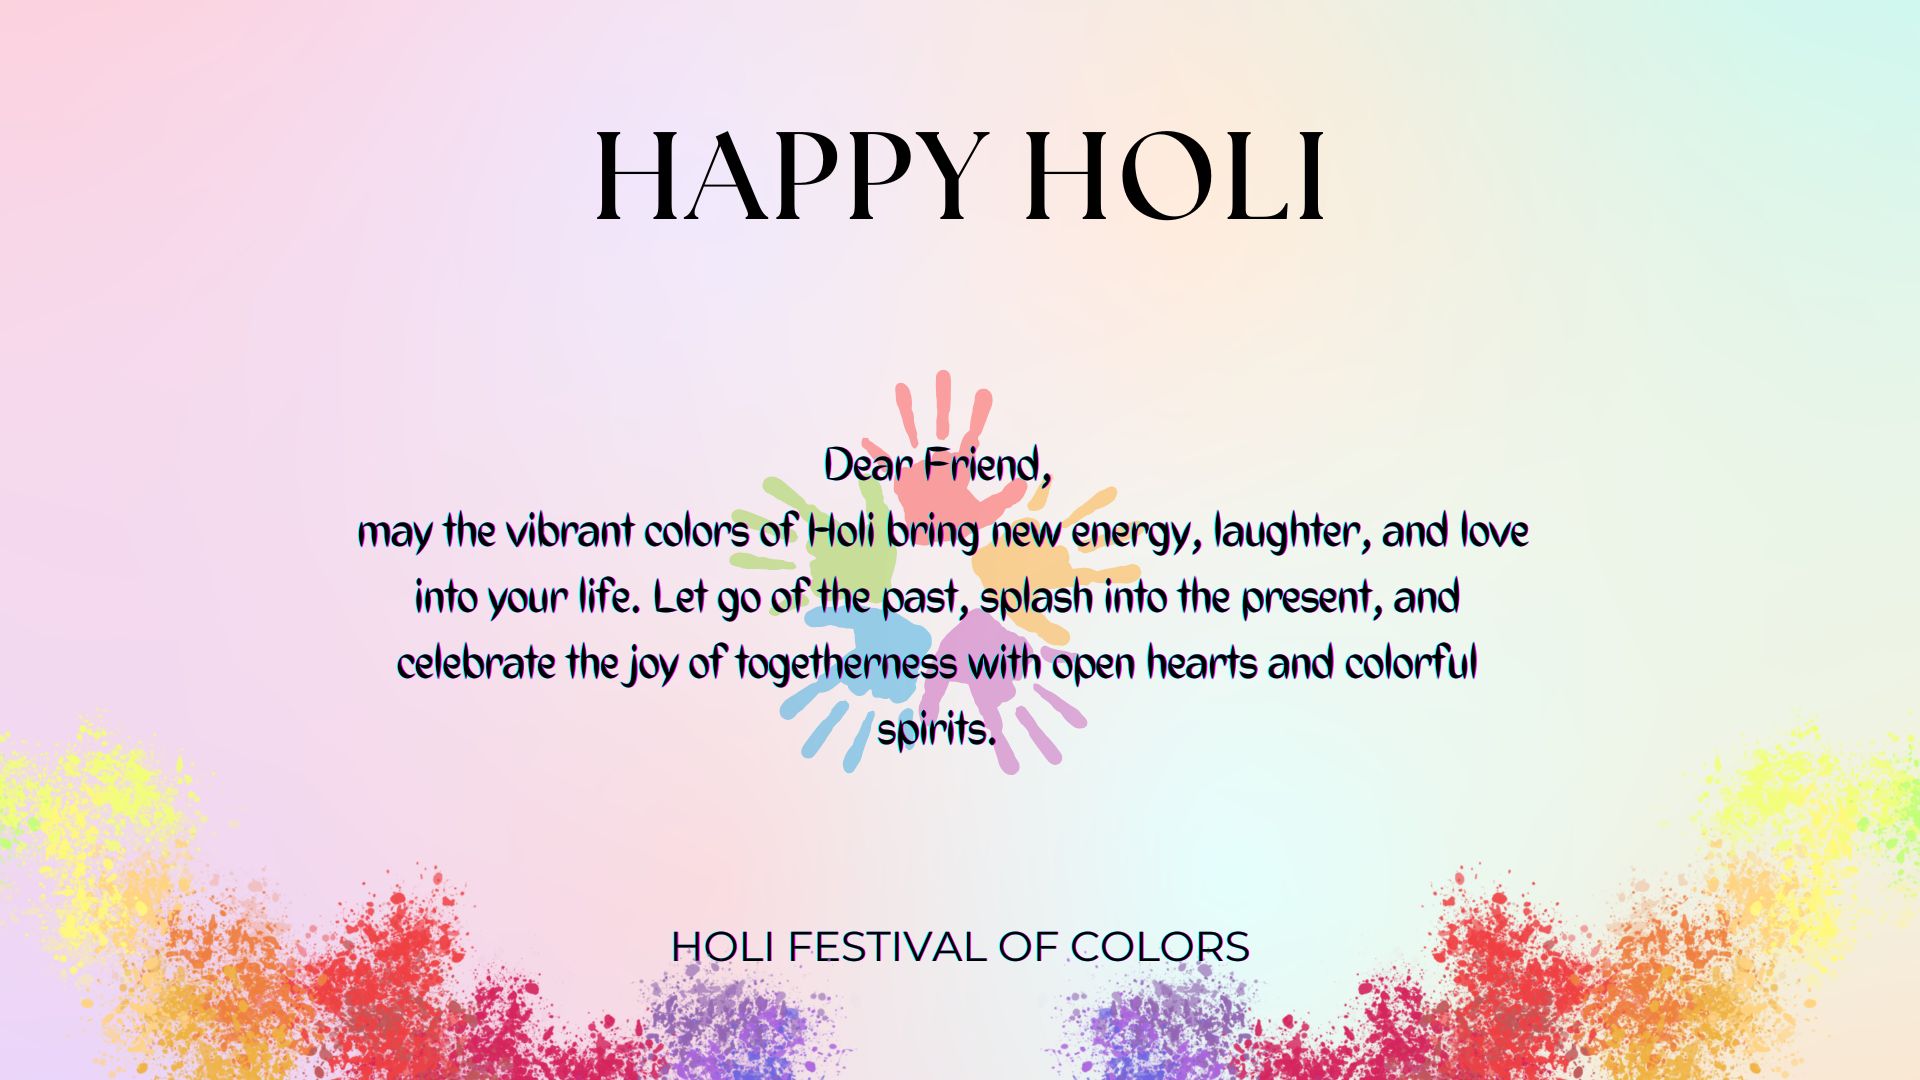 HAPPY HOLI
Dear Friend,
may the vibrant colors of Holi bring new energy, laughter, and love
into your life. Let go of the past, splash into the present, and
celebrate the joy of togetherness with open hearts and colorful
spirits.
HOLI FESTIVAL OF COLORS